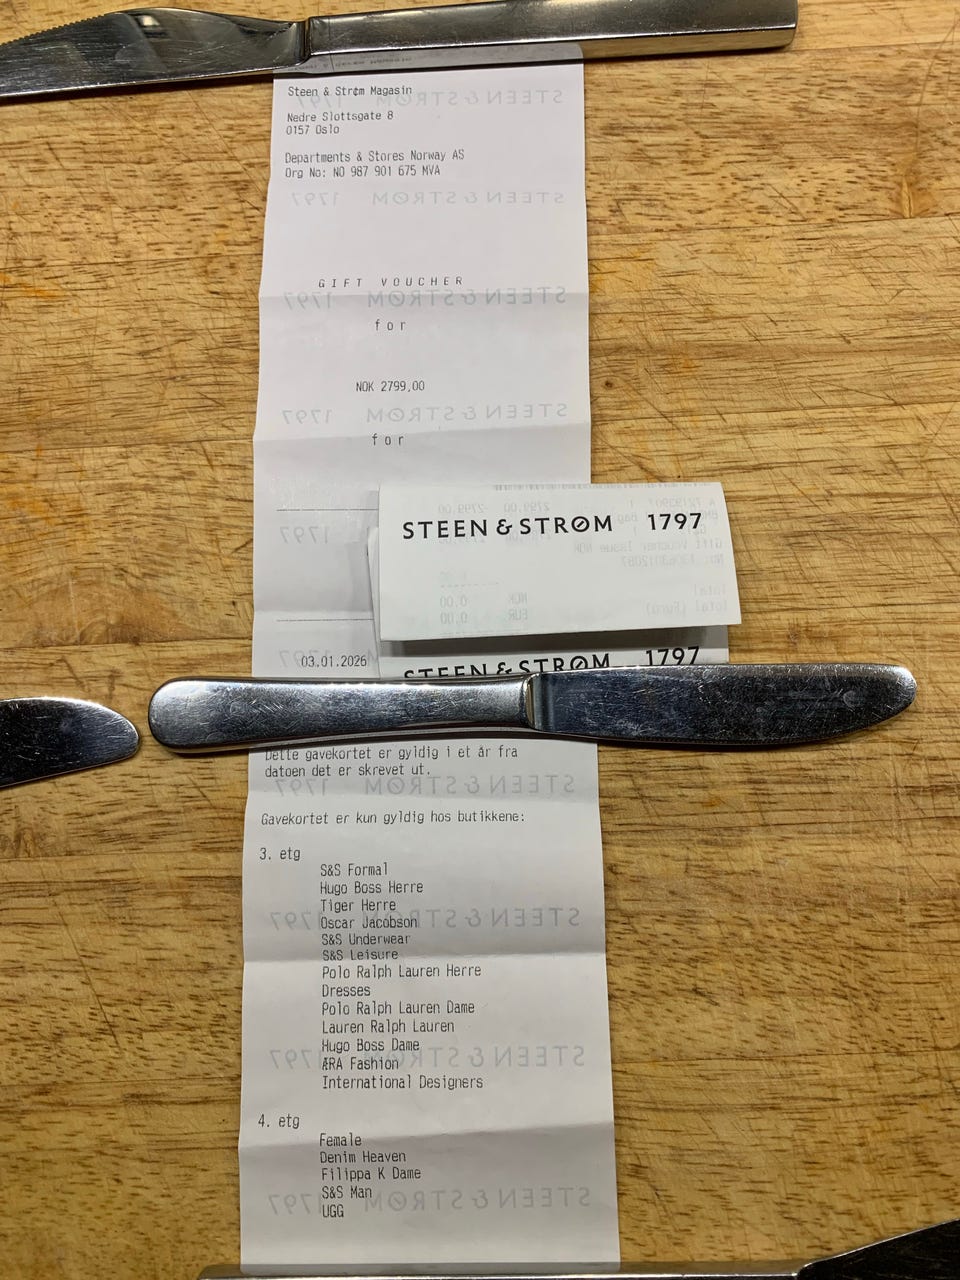 Steen & Strøm Magasin
Nedre Slottsgate 8
0157 Oslo
Departments & Stores Norway AS
Org No: NO 987 901 675 MVA
GIFT VOUCHER
for
NOK 2799,00
for
STEEN & STRØM 1797
03.01.2026
STEEN & STRØM 1797
Dette gavekortet er gyldig i et år fra
datoen det er skrevet ut.
Gavekortet er kun gyldig hos butikkene:
3. etg
S&S Formal
Hugo Boss Herre
Tiger Herre
Oscar Jacobson
S&S Underwear
S&S Leisure
Polo Ralph Lauren Herre
Dresses
Polo Ralph Lauren Dame
Lauren Ralph Lauren
Hugo Boss Dame
ÆRA Fashion
International Designers
4. etg
Female
Denim Heaven
Filippa K Dame
S&S Man
UGG